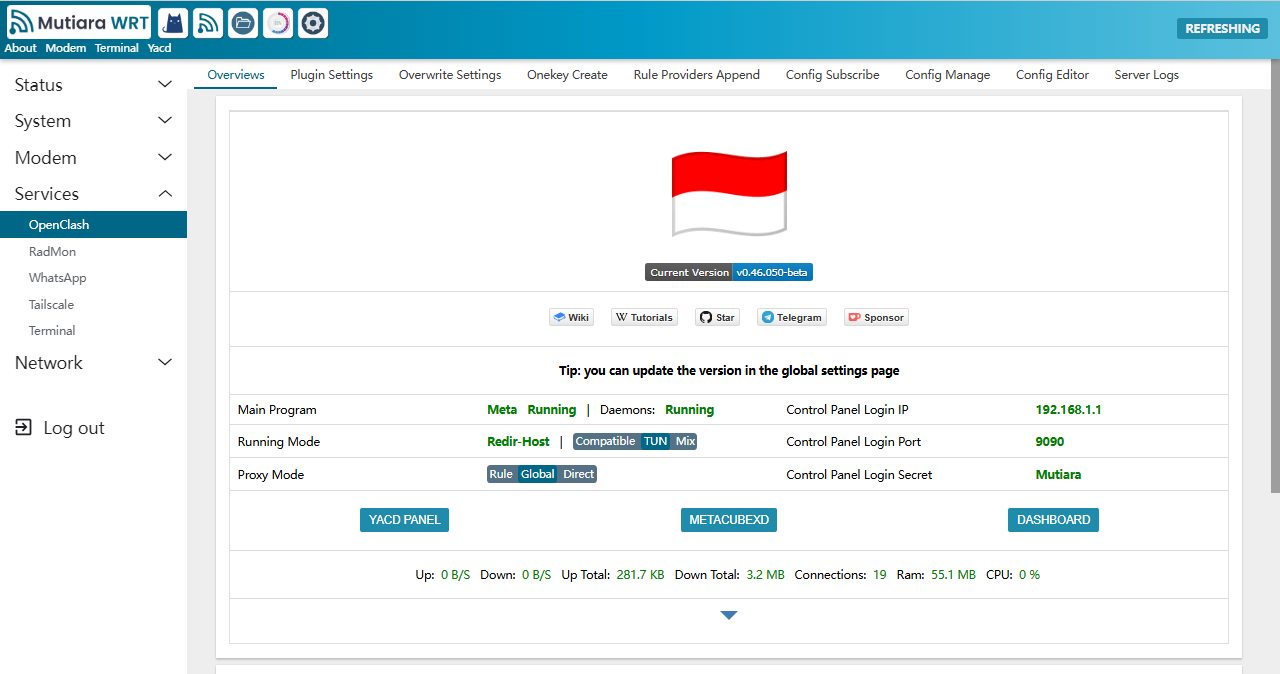 Mutiara WRT
REFRESHING
About Modem Terminal Yacd
Status
System
Modem
Services
OpenClash
RadMon
WhatsApp
Tailscale
Terminal
Network
Log out
Overviews Plugin Settings Overwrite Settings Onekey Create Rule Providers Append Config Subscribe Config Manage Config Editor Server Logs
Current Version v0.46.050-beta
Wiki W Tutorials Star Telegram Sponsor
Tip: you can update the version in the global settings page
Main Program Meta Running | Daemons: Running Control Panel Login IP 192.168.1.1
Running Mode Redir-Host | Compatible TUN Mix Control Panel Login Port 9090
Proxy Mode Rule Global Direct Control Panel Login Secret Mutiara
YACD PANEL METACUBEXD DASHBOARD
Up: 0 B/S Down: 0 B/S Up Total: 281.7 KB Down Total: 3.2 MB Connections: 19 Ram: 55.1 MB CPU: 0 %